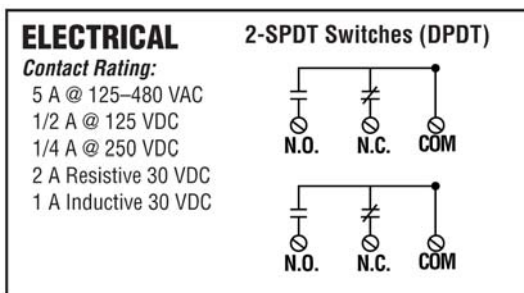 ELECTRICAL
Contact Rating:
5 A @ 125–480 VAC
1/2 A @ 125 VDC
1/4 A @ 250 VDC
2 A Resistive 30 VDC
1 A Inductive 30 VDC
2-SPDT Switches (DPDT)
N.O. N.C. COM
N.O. N.C. COM